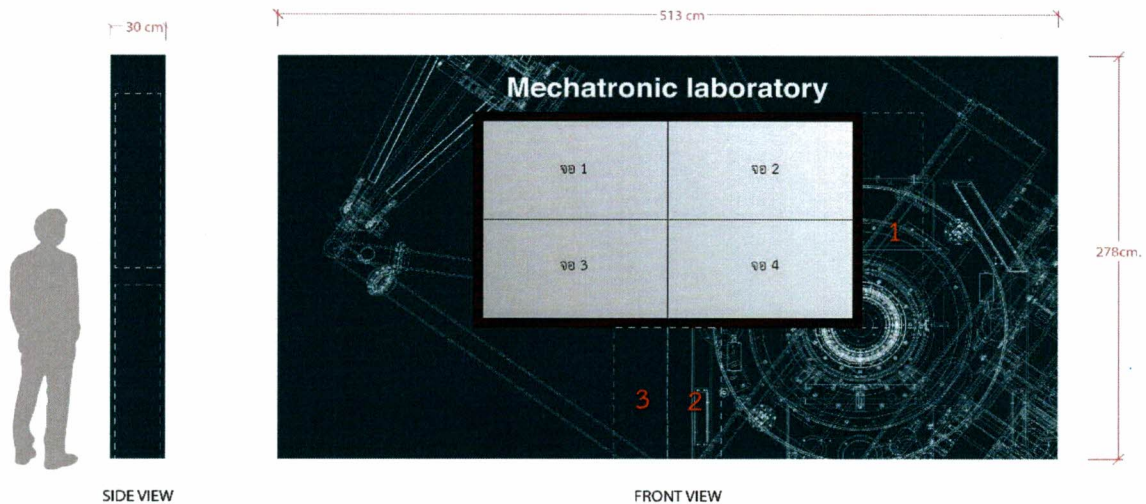 30 cm
513 cm
Mechatronic laboratory
จอ 1
จอ 2
1
278cm.
จอ 3
จอ 4
3
2
SIDE VIEW
FRONT VIEW